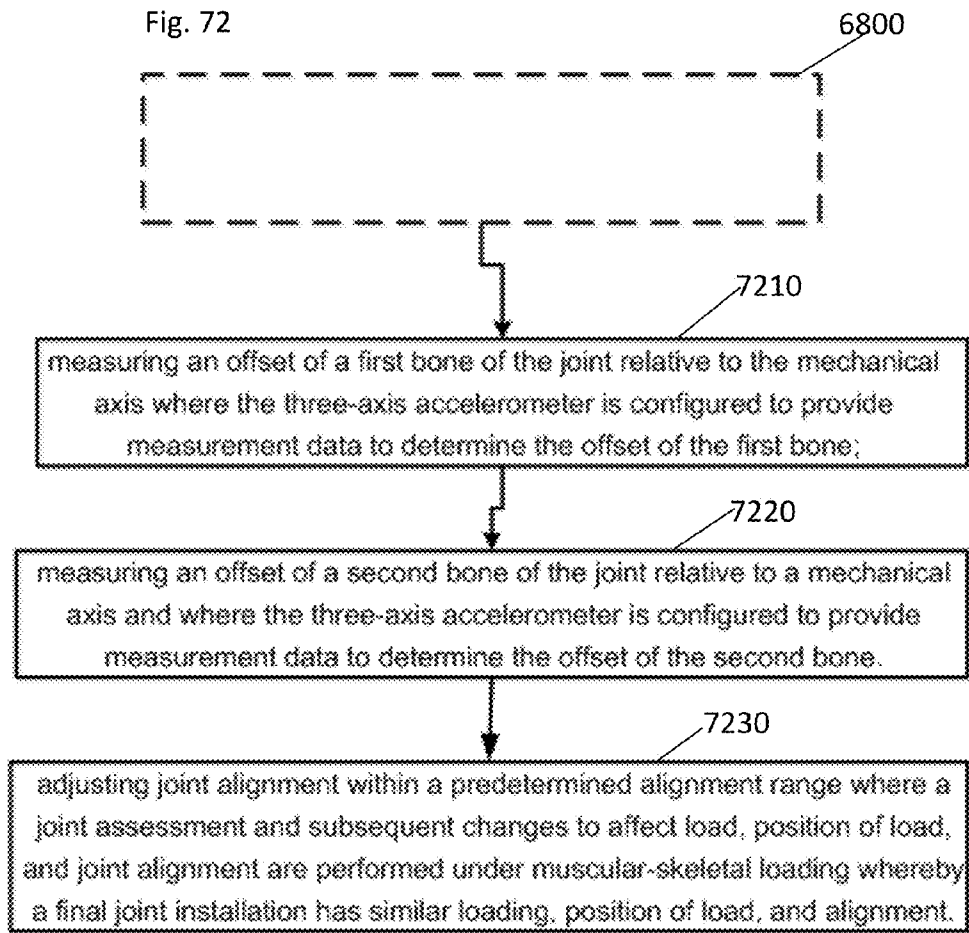 Fig. 72
6800
7210
measuring an offset of a first bone of the joint relative to the mechanical
axis where the three-axis accelerometer is configured to provide
measurement data to determine the offset of the first bone;
7220
measuring an offset of a second bone of the joint relative to a mechanical
axis and where the three-axis accelerometer is configured to provide
measurement data to determine the offset of the second bone.
7230
adjusting joint alignment within a predetermined alignment range where a
joint assessment and subsequent changes to affect load, position of load,
and joint alignment are performed under muscular-skeletal loading whereby
a final joint installation has similar loading, position of load, and alignment.